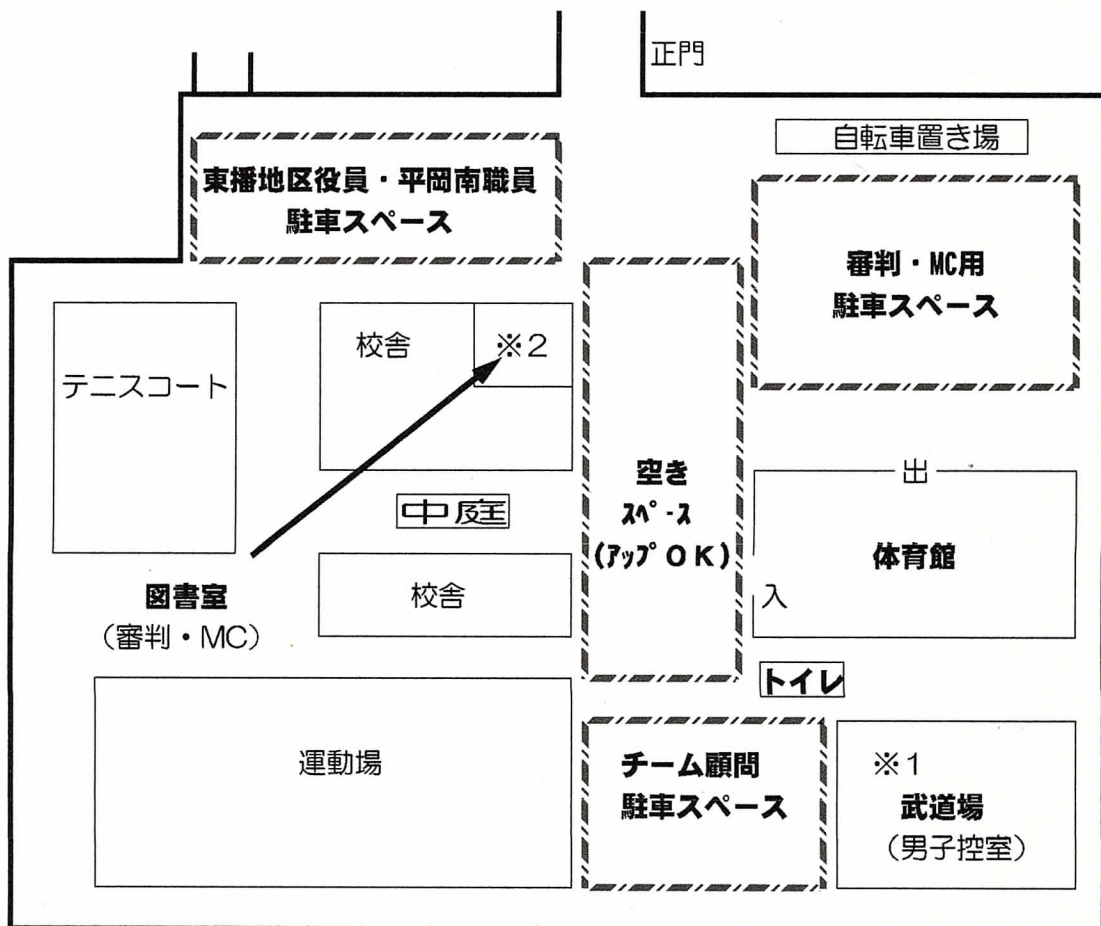 正門
自転車置き場
東播地区役員・平岡南職員
駐車スペース
審判・MC用
駐車スペース
校舎
※2
テニスコート
空き
ｽﾍﾟｰｽ
(ｱｯﾌﾟOK)
出
中庭
体育館
入
図書室
(審判・MC)
校舎
トイレ
運動場
チーム顧問
駐車スペース
※1
武道場
(男子控室)